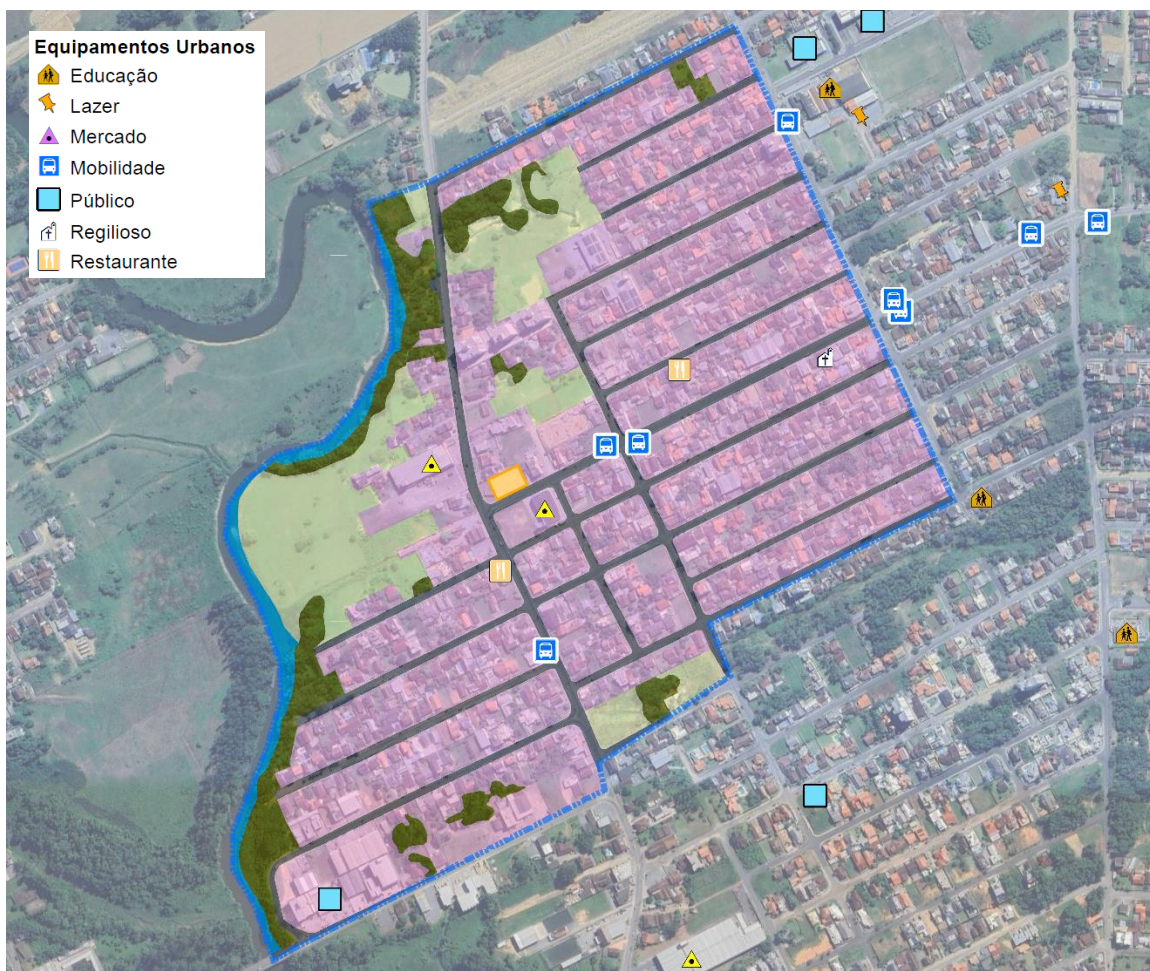 Equipamentos Urbanos
Educação
Lazer
Mercado
Mobilidade
Público
Regilioso
Restaurante